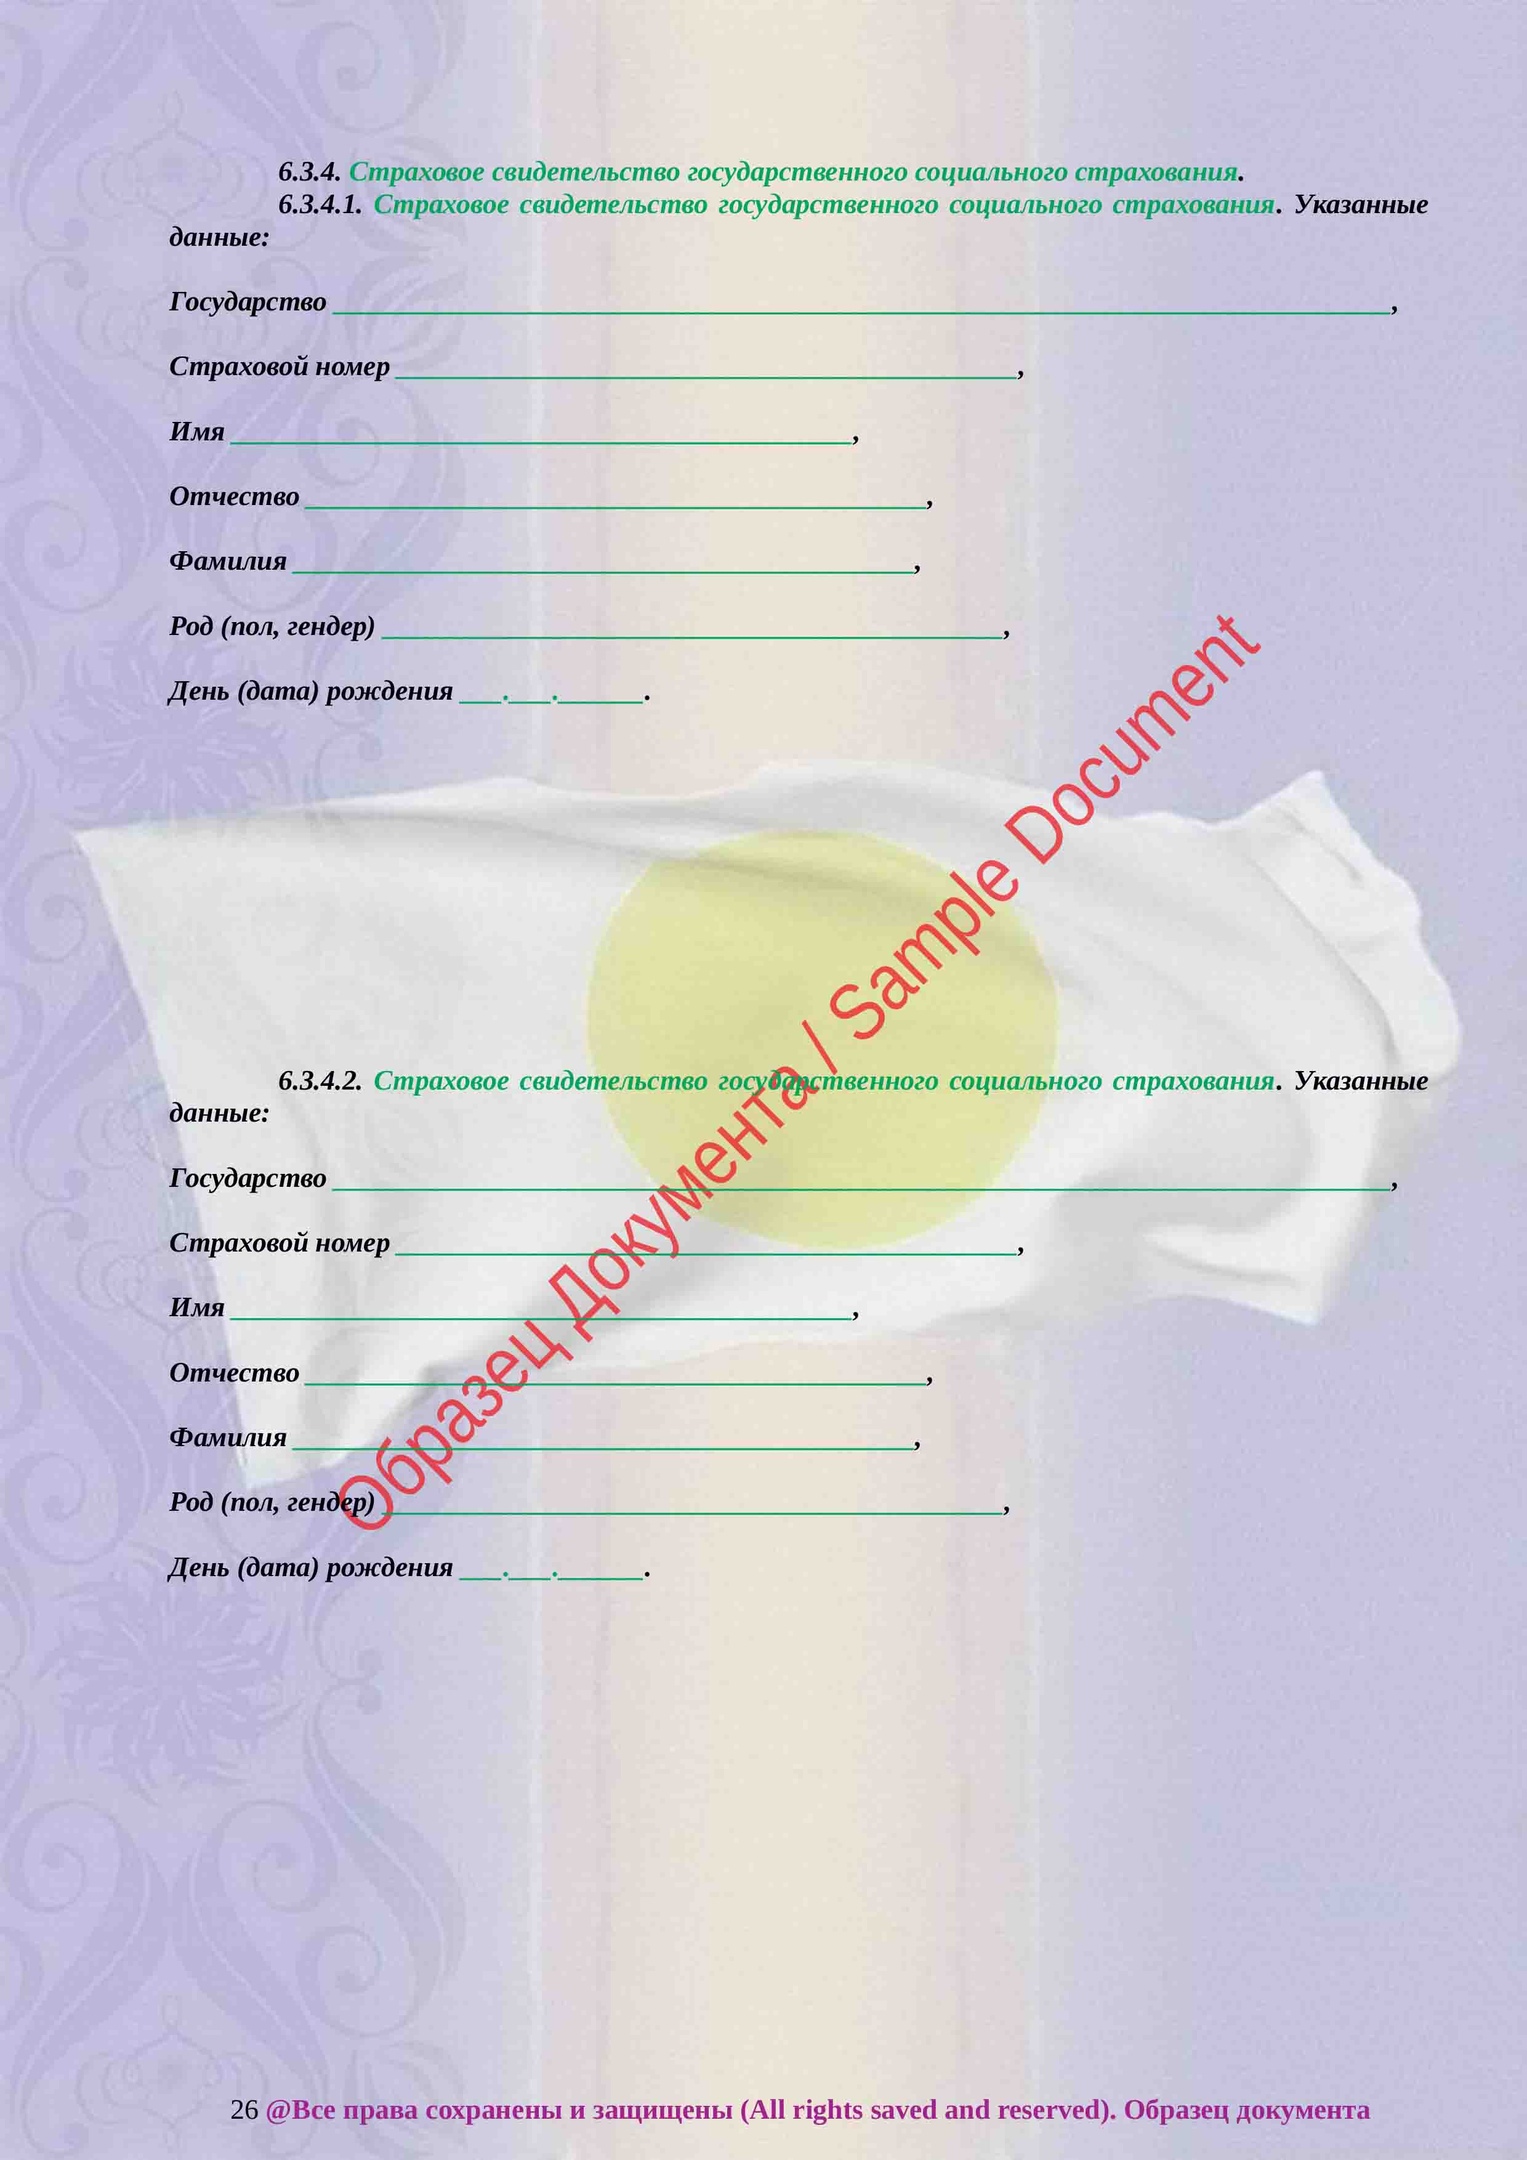 6.3.4. Страховое свидетельство государственного социального страхования.
6.3.4.1. Страховое свидетельство государственного социального страхования. Указанные
данные:
Государство ____________________________________________________________________________,
Страховой номер ____________________________________________,
Имя ____________________________________________,
Отчество ____________________________________________,
Фамилия ____________________________________________,
Род (пол, гендер) ____________________________________________,
День (дата) рождения ___.___.______.
Образец Документа / Sample Document
6.3.4.2. Страховое свидетельство государственного социального страхования. Указанные
данные:
Государство ____________________________________________________________________________,
Страховой номер ____________________________________________,
Имя ____________________________________________,
Отчество ____________________________________________,
Фамилия ____________________________________________,
Род (пол, гендер) ____________________________________________,
День (дата) рождения ___.___.______.
26 @Все права сохранены и защищены (All rights saved and reserved). Образец документа